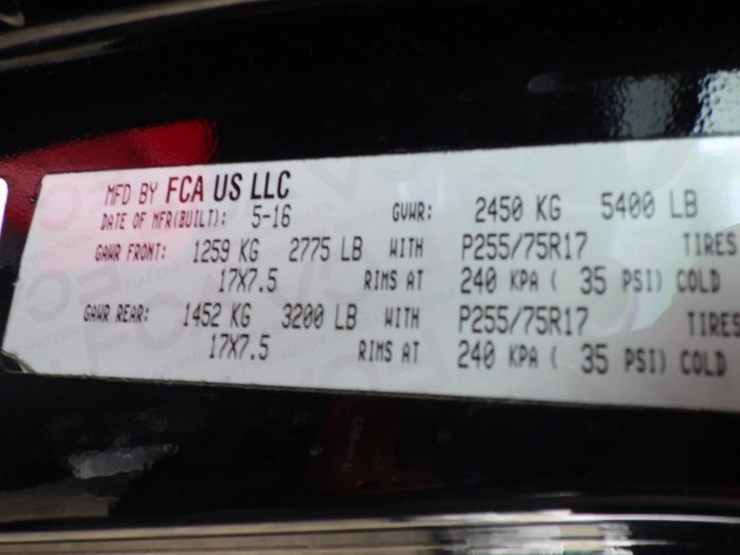 MFD BY FCA US LLC
DATE OF MFR(BUILT): 5-16 GVWR: 2450 KG 5400 LB
GAWR FRONT: 1259 KG 2775 LB WITH P255/75R17 TIRES
17X7.5 RIMS AT 240 KPA ( 35 PSI) COLD
GAWR REAR: 1452 KG 3200 LB WITH P255/75R17 TIRES
17X7.5 RIMS AT 240 KPA ( 35 PSI) COLD